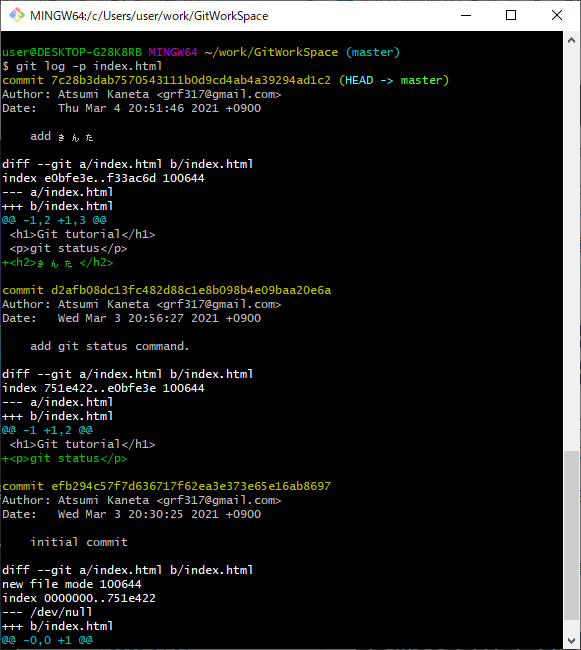 MINGW64:/c/Users/user/work/GitWorkSpace
user@DESKTOP-G28K8RB MINGW64 ~/work/GitWorkSpace (master)
$ git log -p index.html
commit 7c28b3dab7570543111b0d9cd4ab4a39294ad1c2 (HEAD -> master)
Author: Atsumi Kaneta <grf317@gmail.com>
Date:   Thu Mar 4 20:51:46 2021 +0900
    add きんた
diff --git a/index.html b/index.html
index e0bfe3e..f33ac6d 100644
--- a/index.html
+++ b/index.html
@@ -1,2 +1,3 @@
 <h1>Git tutorial</h1>
 <p>git status</p>
+<h2>きんた </h2>
commit d2afb08dc13fc482d88c1e8b098b4e09baa20e6a
Author: Atsumi Kaneta <grf317@gmail.com>
Date:   Wed Mar 3 20:56:27 2021 +0900
    add git status command.
diff --git a/index.html b/index.html
index 751e422..e0bfe3e 100644
--- a/index.html
+++ b/index.html
@@ -1 +1,2 @@
 <h1>Git tutorial</h1>
+<p>git status</p>
commit efb294c57f7d636717f62ea3e373e65e16ab8697
Author: Atsumi Kaneta <grf317@gmail.com>
Date:   Wed Mar 3 20:30:25 2021 +0900
    initial commit
diff --git a/index.html b/index.html
new file mode 100644
index 0000000..751e422
--- /dev/null
+++ b/index.html
@@ -0,0 +1 @@